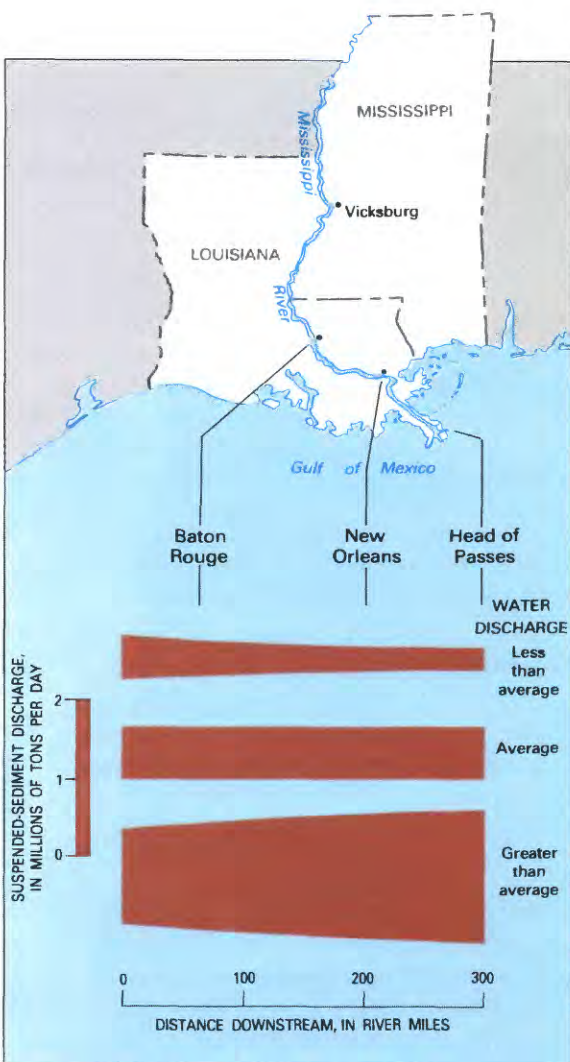 MISSISSIPPI
Mississippi
Vicksburg
LOUISIANA
River
Gulf of Mexico
Baton
Rouge
New
Orleans
Head of
Passes
WATER
DISCHARGE
Less
than
average
SUSPENDED-SEDIMENT DISCHARGE,
IN MILLIONS OF TONS PER DAY
2
1
0
Average
Greater
than
average
0 100 200 300
DISTANCE DOWNSTREAM, IN RIVER MILES